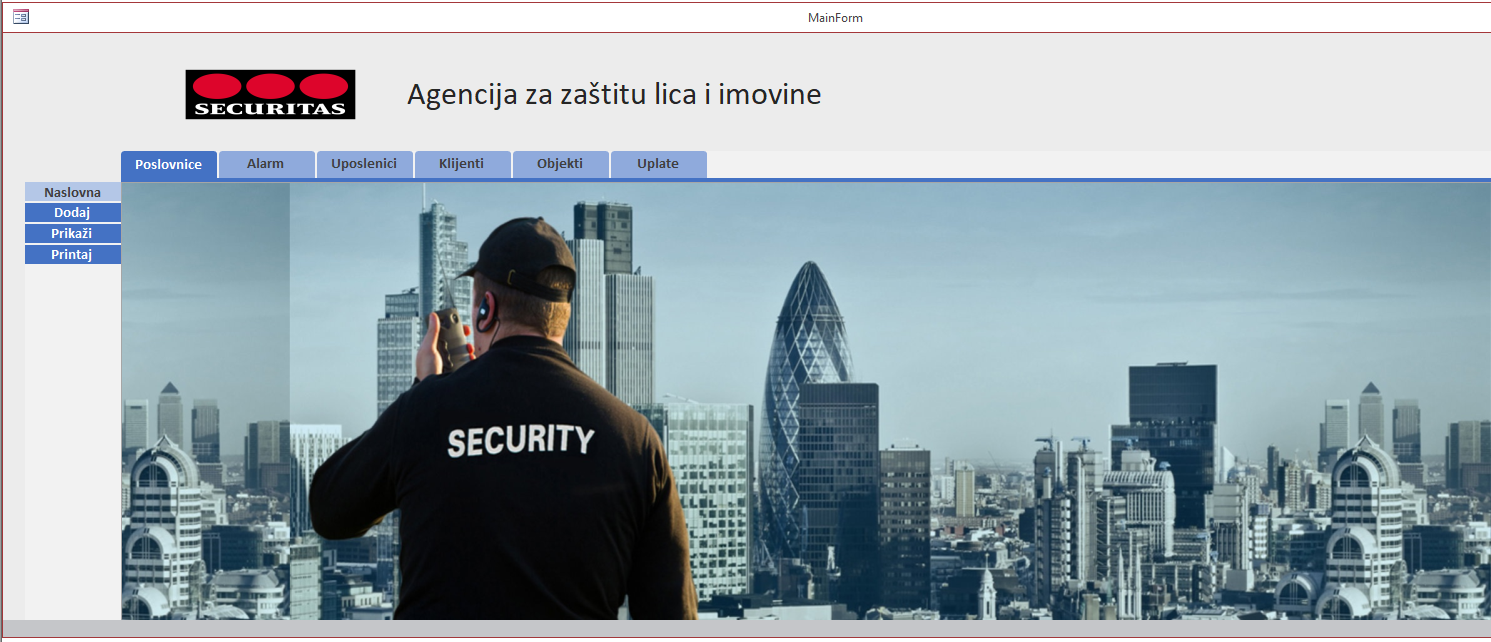 MainForm
SECURITAS
Agencija za zaštitu lica i imovine
Poslovnice
Alarm
Uposlenici
Klijenti
Objekti
Uplate
Naslovna
Dodaj
Prikaži
Printaj
SECURITY